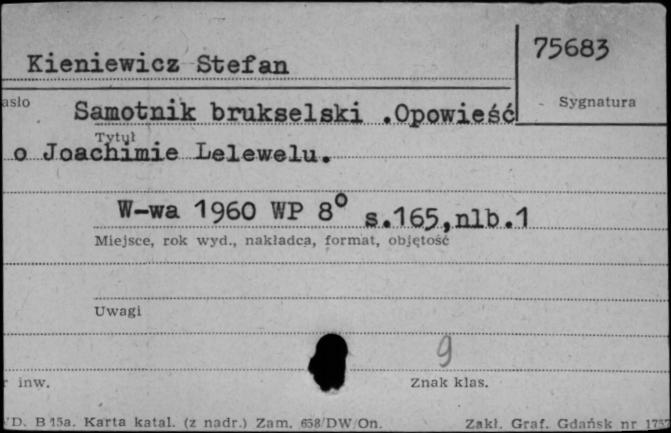 Kieniewicz Stefan
75683
asło
Sygnatura
Samotnik brukselski .Opowieść
Tytuł
o Joachimie Lelewelu.
W-wa 1960 WP 8° s.165,nlb.1
Miejsce, rok wyd., nakładca, format, objętość
Uwagi
9
r inw.
Znak klas.
D. B 15a. Karta katal. (z nadr.) Zam. 658/DW/On.
Zakł. Graf. Gdańsk nr